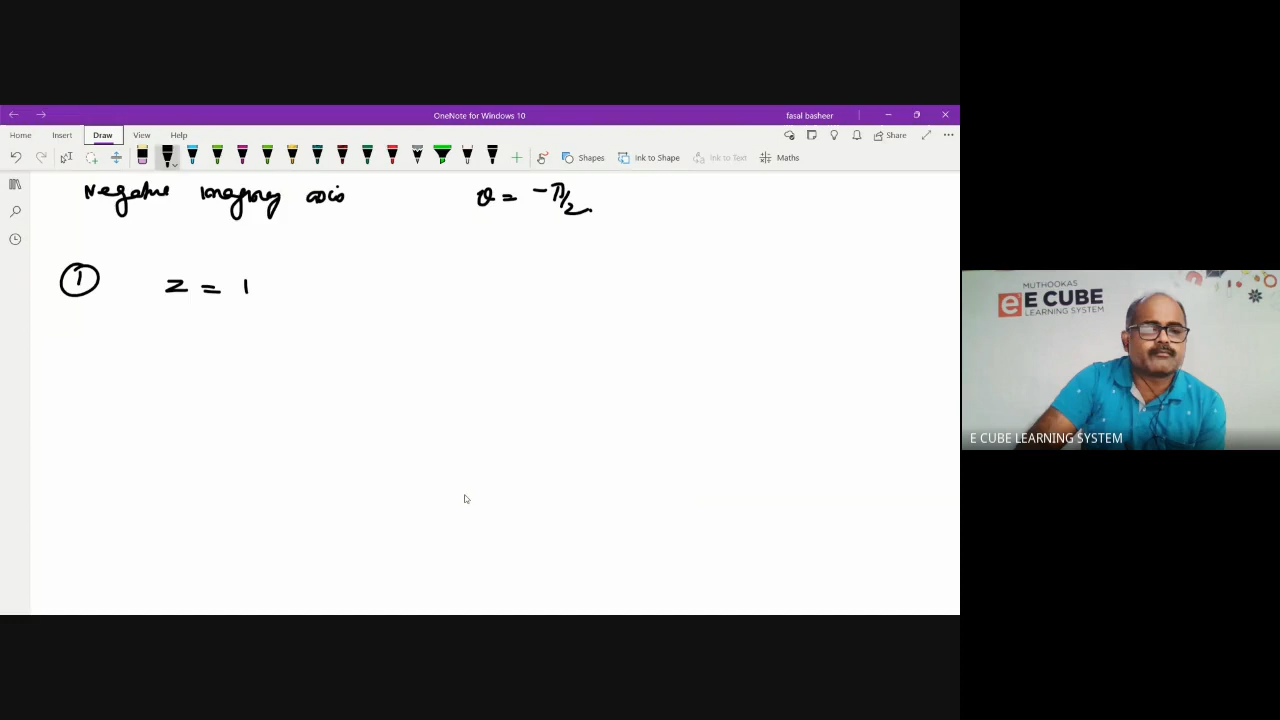 OneNote for Windows 10
fasal basheer
Home Insert Draw View Help
Share
Shapes Ink to Shape Ink to Text Maths
Negative imaginary axis θ = -π/2
① z = 1
MUTHOOKAS
e E CUBE
LEARNING SYSTEM
E CUBE LEARNING SYSTEM